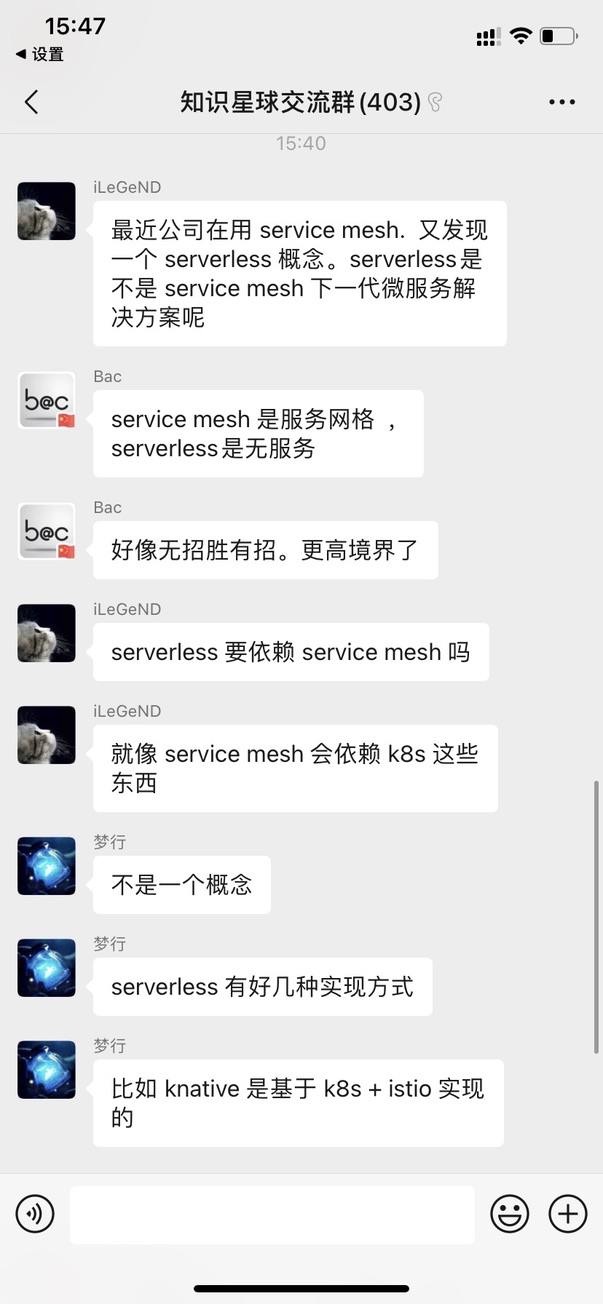 15:47
设置
知识星球交流群(403)
15:40
iLeGeND
最近公司在用 service mesh. 又发现
一个 serverless 概念。serverless是
不是 service mesh 下一代微服务解
决方案呢
Bac
b@c
service mesh 是服务网格 ，
serverless是无服务
Bac
b@c
好像无招胜有招。更高境界了
iLeGeND
serverless 要依赖 service mesh 吗
iLeGeND
就像 service mesh 会依赖 k8s 这些
东西
梦行
不是一个概念
梦行
serverless 有好几种实现方式
梦行
比如 knative 是基于 k8s + istio 实现
的